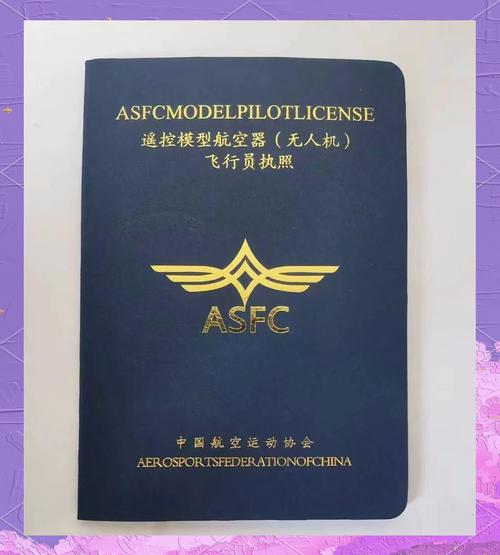 ASFCMODELPILOTLICENSE
遥控模型航空器（无人机）
飞行员执照
ASFC
中国航空运动协会
AEROSPORTSFEDERATIONOFCHINA